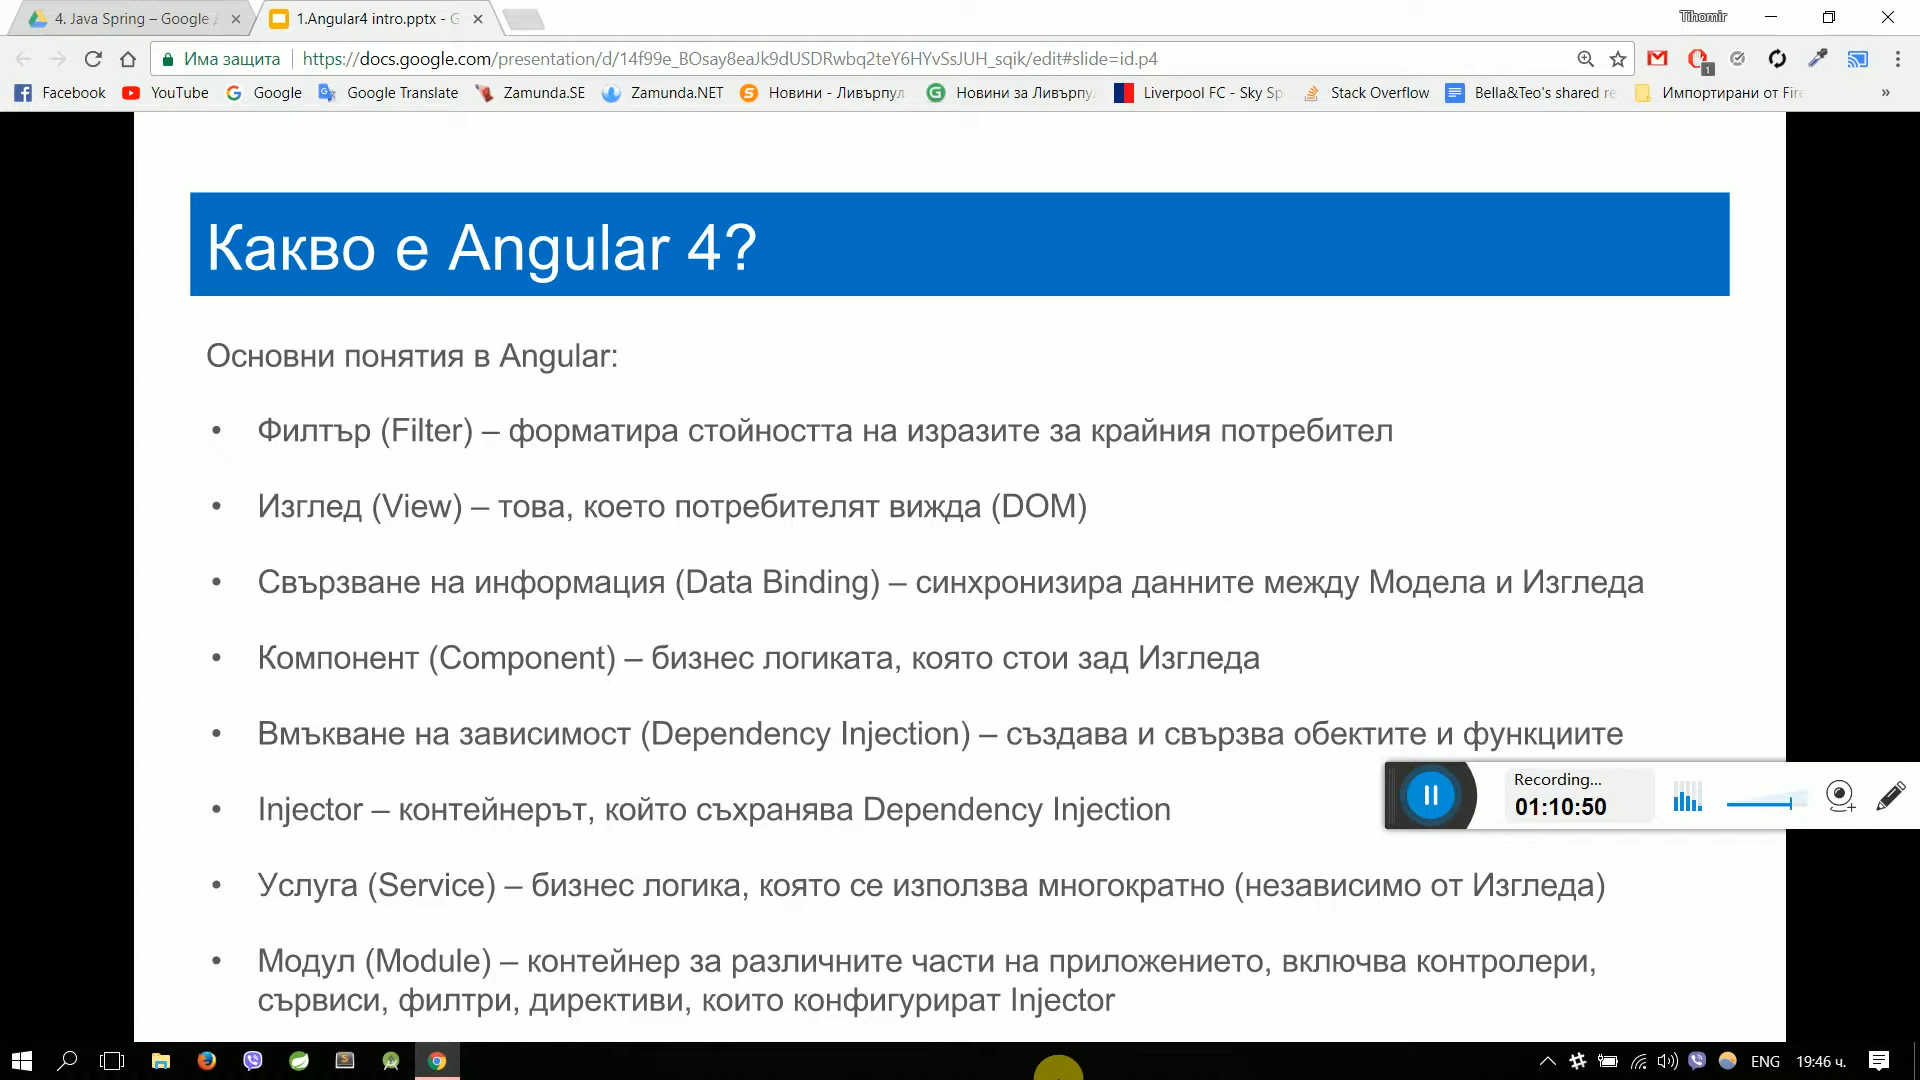 4. Java Spring – Google
1.Angular4 intro.pptx - G
Tihomir
Има защита
https://docs.google.com/presentation/d/14f99e_BOsay8eaJk9dUSDRwbq2teY6HYvSsJUH_sqik/edit#slide=id.p4
1
Facebook YouTube Google Google Translate Zamunda.SE Zamunda.NET Новини - Ливърпул Новини за Ливърпу Liverpool FC - Sky Sp Stack Overflow Bella&Teo's shared re Импортирани от Fire »
Какво е Angular 4?
Основни понятия в Angular:
• Филтър (Filter) – форматира стойността на изразите за крайния потребител
• Изглед (View) – това, което потребителят вижда (DOM)
• Свързване на информация (Data Binding) – синхронизира данните между Модела и Изгледа
• Компонент (Component) – бизнес логиката, която стои зад Изгледа
• Вмъкване на зависимост (Dependency Injection) – създава и свързва обектите и функциите
• Injector – контейнерът, който съхранява Dependency Injection
Recording...
01:10:50
• Услуга (Service) – бизнес логика, която се използва многократно (независимо от Изгледа)
• Модул (Module) – контейнер за различните части на приложението, включва контролери,
сървиси, филтри, директиви, които конфигурират Injector
ENG 19:46 ч.